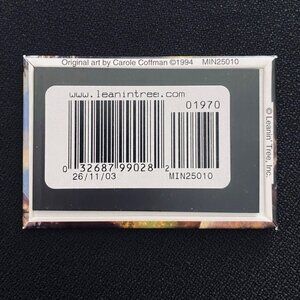 Original art by Carole Coffman ©1994 MIN25010
www.leanintree.com
01970
0 32687 99028 2
26/11/03 MIN25010
© Leanin' Tree, Inc.